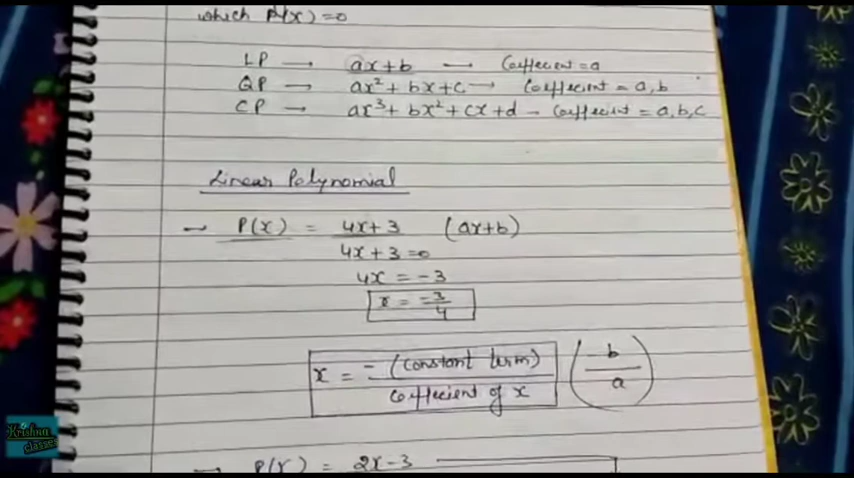 which P(x)=0
LP → ax+b → Coefficient = a
QP → ax² + bx + c → Coefficient = a, b
CP → ax³ + bx² + cx + d – Coefficient = a, b, c
Linear Polynomial
→ P(x) = 4x+3 (ax+b)
4x + 3 = 0
4x = -3
x = -3/4
x = -(constant term)/coefficient of x (-b/a)
→ P(x) = 2x-3
Krishna
classes